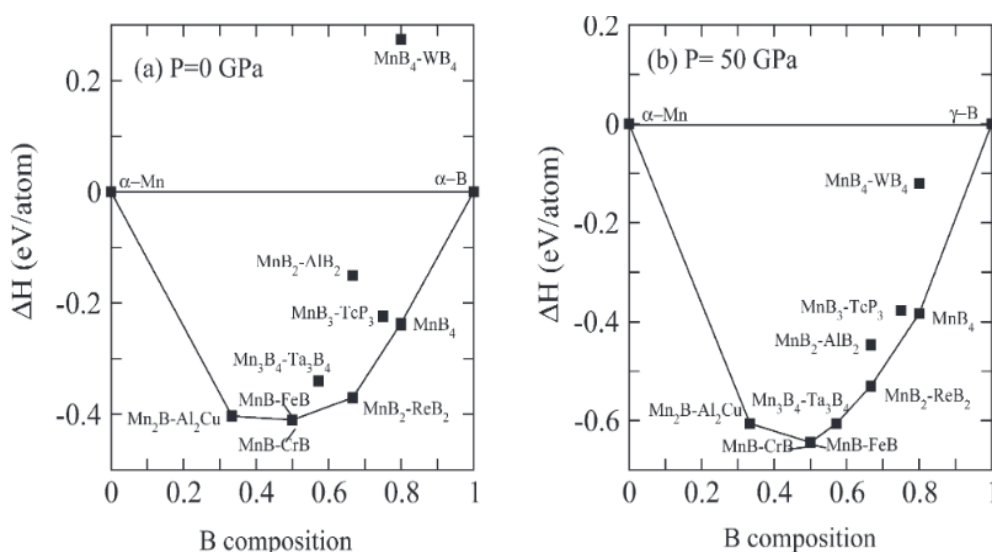 (a) P=0 GPa
MnB₄-WB₄
0.2
0
-0.2
-0.4
α-Mn
α-B
MnB₂-AlB₂
MnB₃-TcP₃
MnB₄
Mn₃B₄-Ta₃B₄
MnB-FeB
Mn₂B-Al₂Cu
MnB-CrB
MnB₂-ReB₂
ΔH (eV/atom)
0 0.2 0.4 0.6 0.8 1
B composition
(b) P= 50 GPa
0.2
0
-0.2
-0.4
-0.6
α-Mn
γ-B
MnB₄-WB₄
MnB₃-TcP₃
MnB₄
MnB₂-AlB₂
Mn₃B₄-Ta₃B₄
MnB₂-ReB₂
Mn₂B-Al₂Cu
MnB-CrB
MnB-FeB
ΔH (eV/atom)
0 0.2 0.4 0.6 0.8 1
B composition